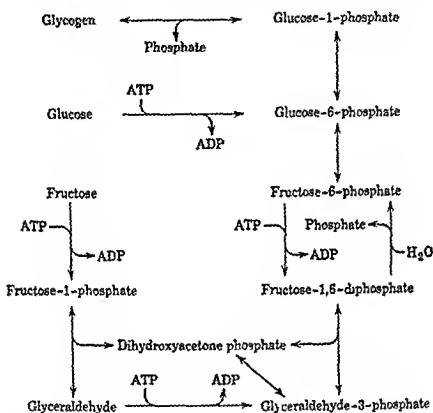 Glycogen
Glucose-1-phosphate
Phosphate
ATP
Glucose
Glucose-6-phosphate
ADP
Fructose
Fructose-6-phosphate
ATP
ADP
ATP
ADP
Phosphate
H₂O
Fructose-1-phosphate
Fructose-1,6-diphosphate
Dihydroxyacetone phosphate
ATP
ADP
Glyceraldehyde
Glyceraldehyde-3-phosphate